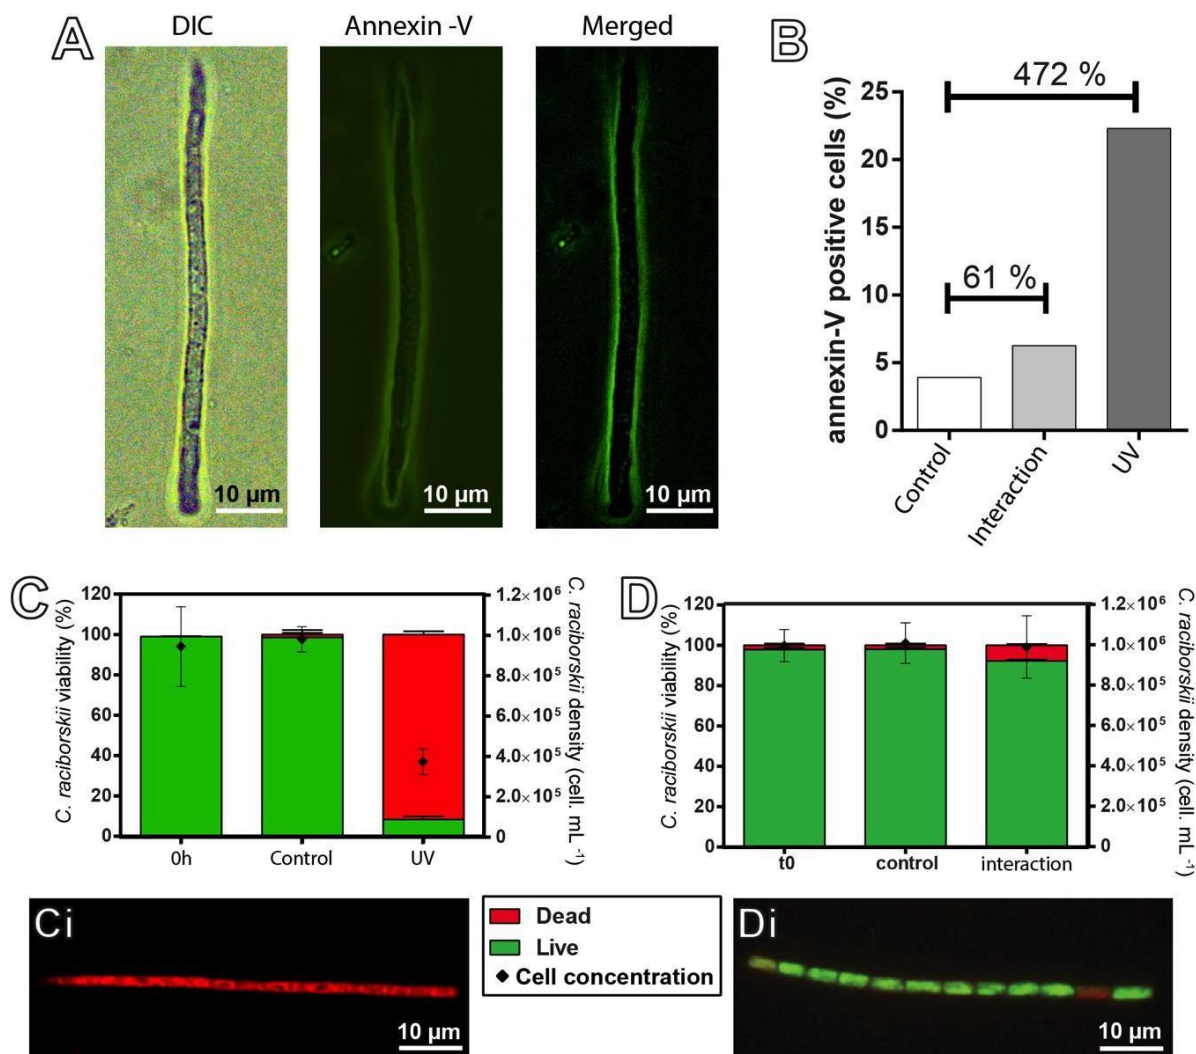 A
DIC
Annexin -V
Merged
10 µm
10 µm
10 µm
B
annexin-V positive cells (%)
25
20
15
10
5
0
472 %
61 %
Control
Interaction
UV
C
C. raciborskii viability (%)
120
100
80
60
40
20
0
1.2×10⁶
1.0×10⁶
8.0×10⁵
6.0×10⁵
4.0×10⁵
2.0×10⁵
0
C. raciborskii density (cell. mL⁻¹)
0h
Control
UV
D
C. raciborskii viability (%)
120
100
80
60
40
20
0
1.2×10⁶
1.0×10⁶
8.0×10⁵
6.0×10⁵
4.0×10⁵
2.0×10⁵
0
C. raciborskii density (cell. mL⁻¹)
t0
control
interaction
Ci
10 µm
Dead
Live
Cell concentration
Di
10 µm